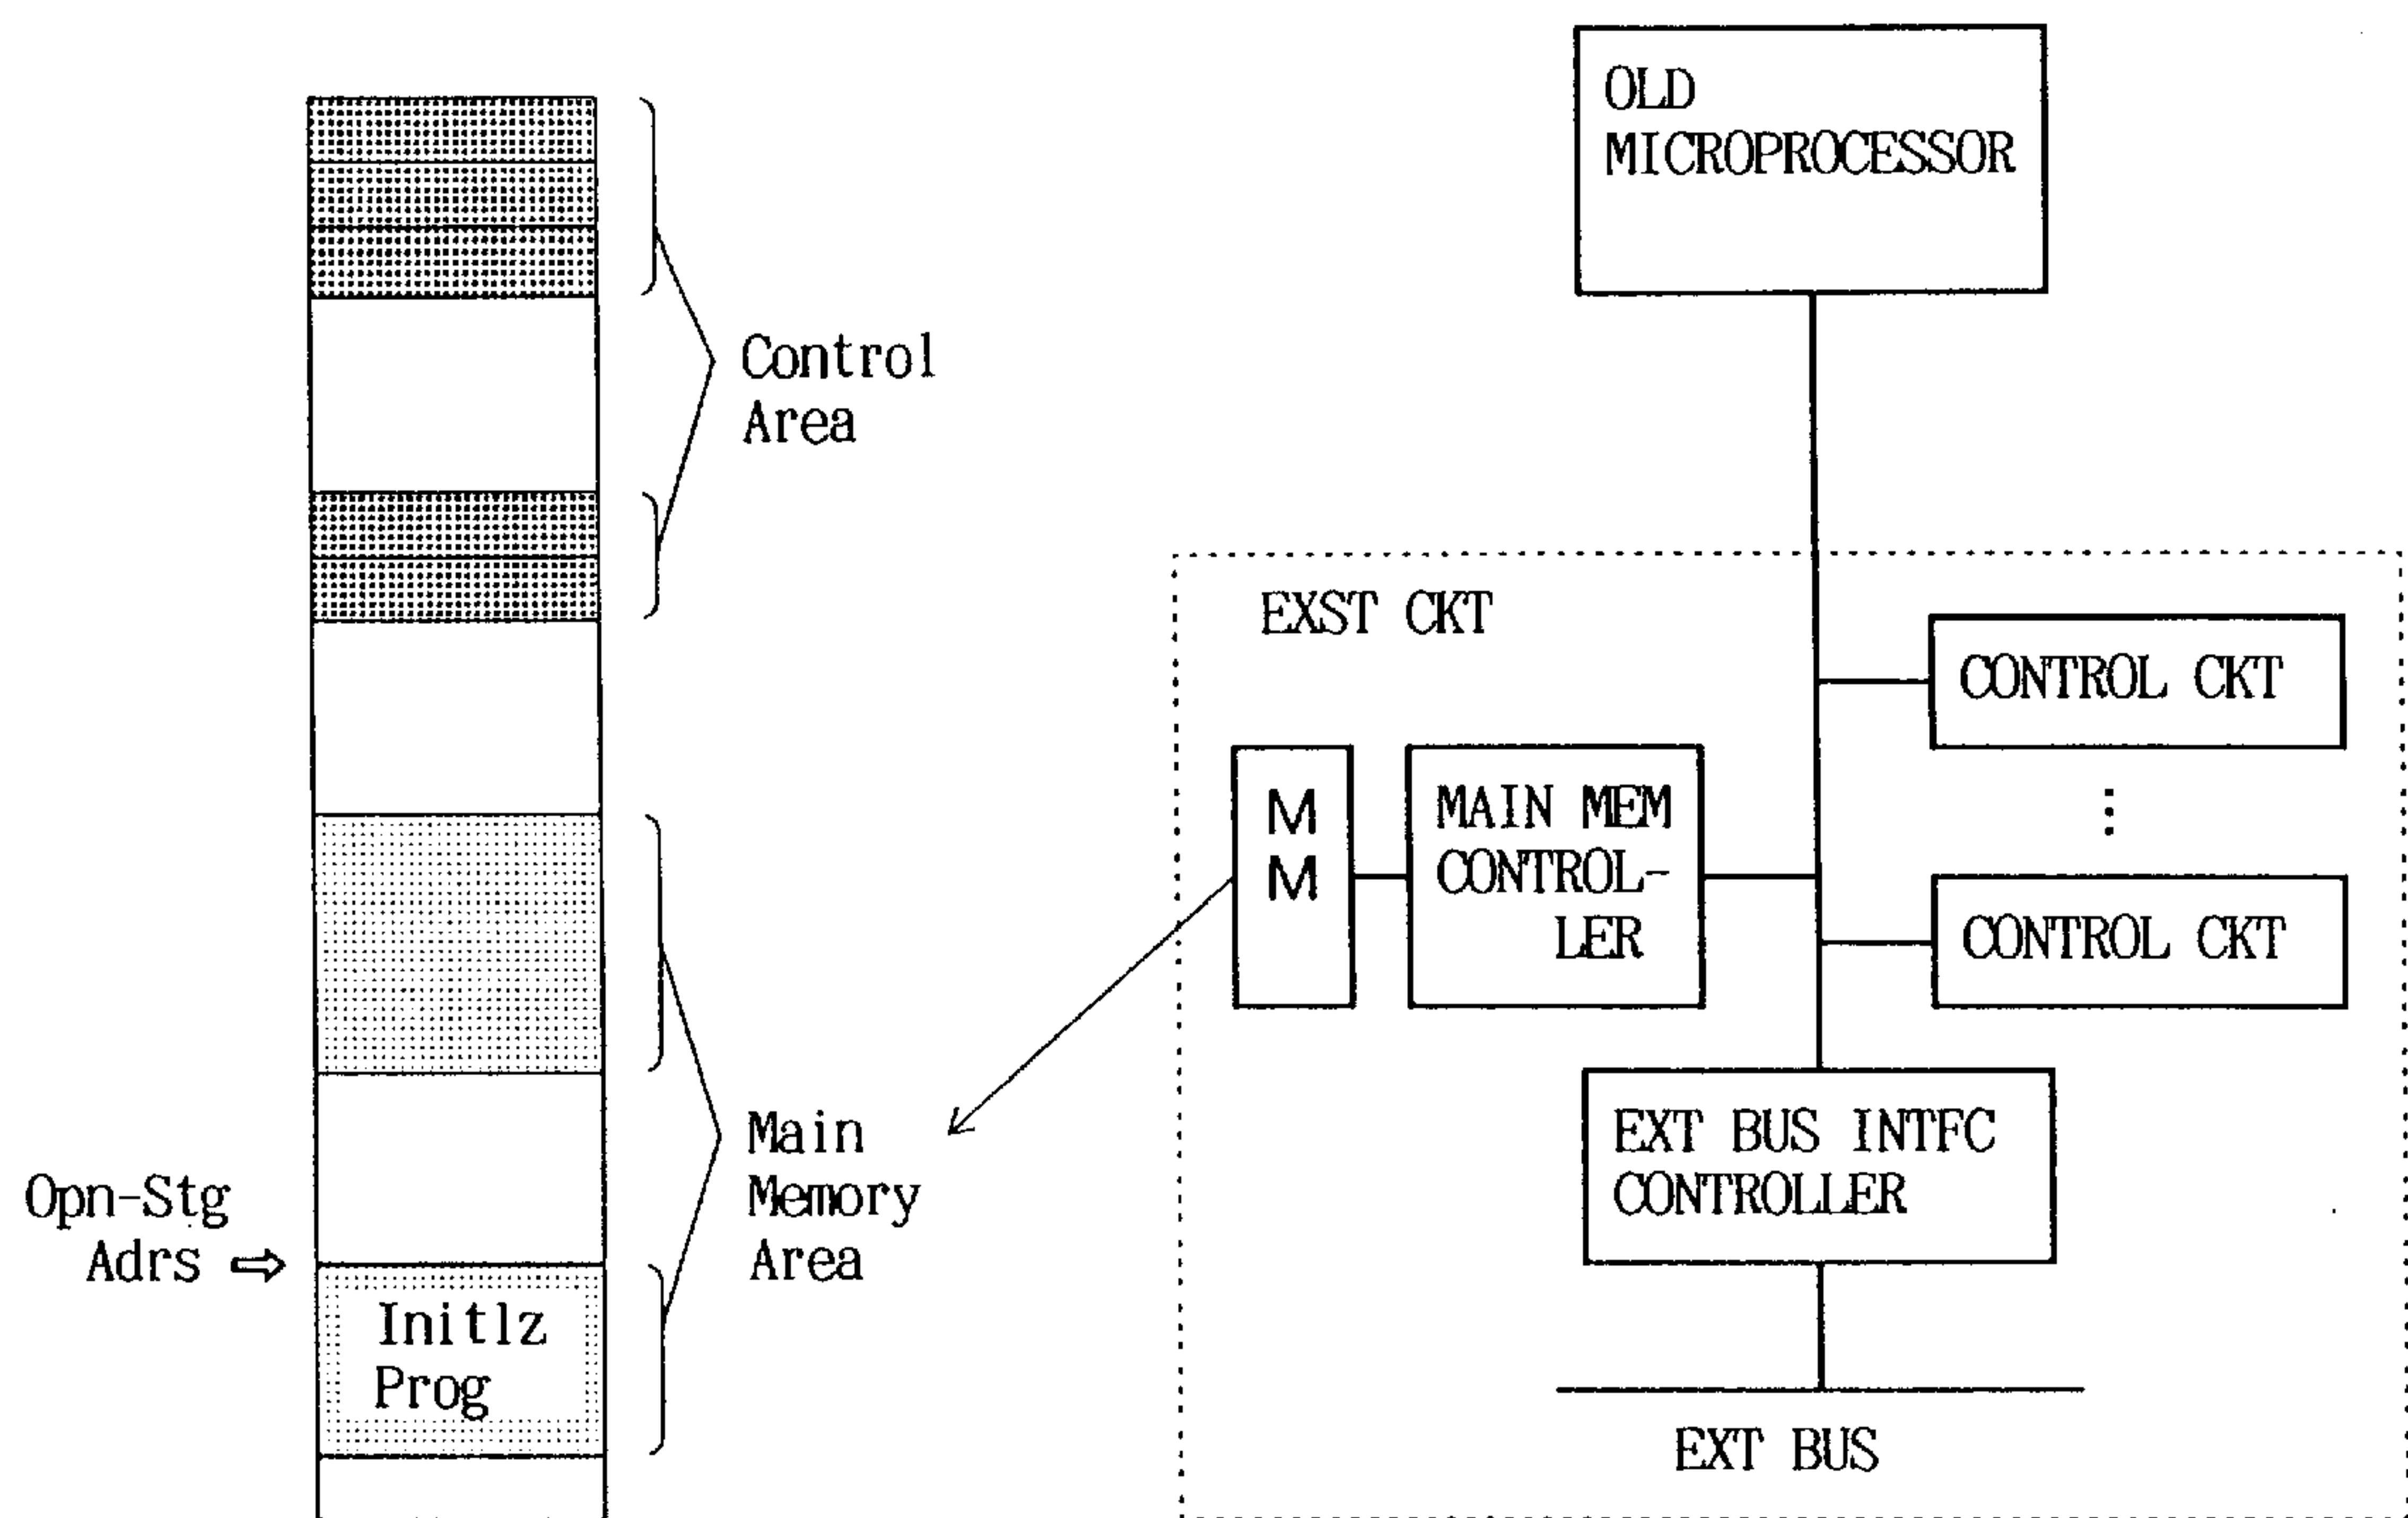 Control
Area
Main
Memory
Area
Opn-Stg
Adrs ⇨
Initlz
Prog
OLD
MICROPROCESSOR
EXST CKT
CONTROL CKT
M
M
MAIN MEM
CONTROL-
LER
CONTROL CKT
EXT BUS INTFC
CONTROLLER
EXT BUS